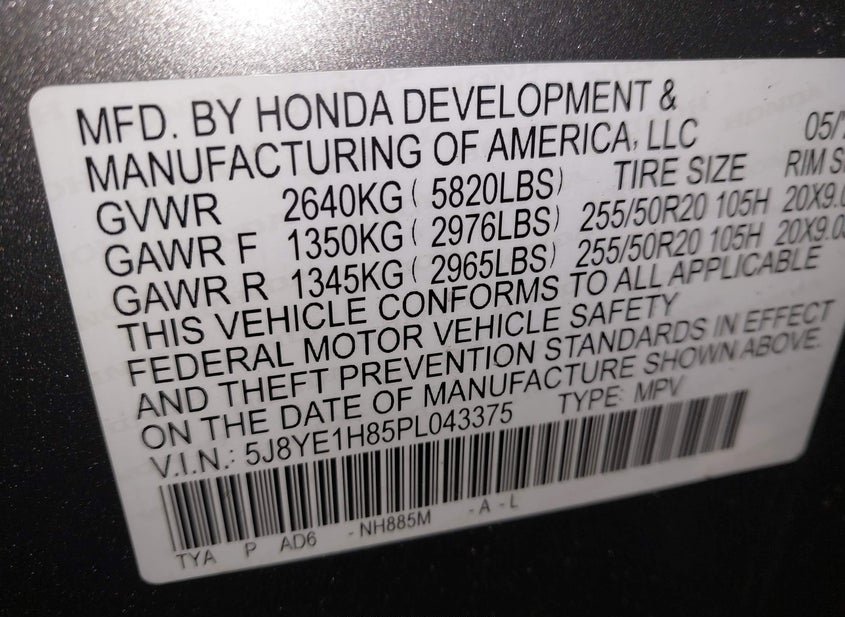 MFD. BY HONDA DEVELOPMENT &
MANUFACTURING OF AMERICA, LLC 05/
GVWR 2640KG ( 5820LBS) TIRE SIZE RIM
GAWR F 1350KG ( 2976LBS) 255/50R20 105H
GAWR R 1345KG ( 2965LBS) 255/50R20 105H
THIS VEHICLE CONFORMS TO ALL APPLICABLE
FEDERAL MOTOR VEHICLE SAFETY
AND THEFT PREVENTION STANDARDS IN EFFECT
ON THE DATE OF MANUFACTURE SHOWN ABOVE.
V.I.N.: 5J8YE1H85PL043375 TYPE: MPV
TYA P AD6 -NH885M -A-L